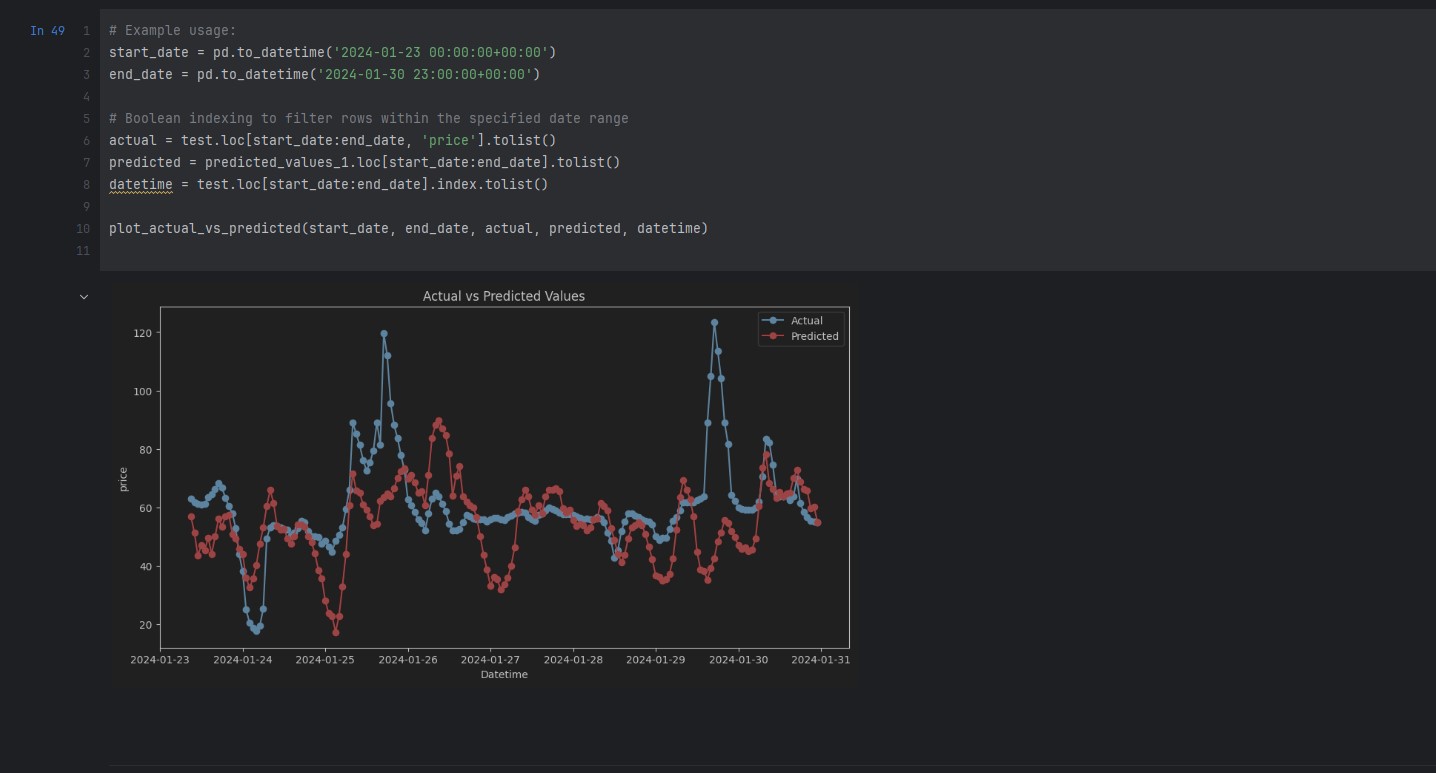 In 49
1 # Example usage:
2 start_date = pd.to_datetime('2024-01-23 00:00:00+00:00')
3 end_date = pd.to_datetime('2024-01-30 23:00:00+00:00')
4
5 # Boolean indexing to filter rows within the specified date range
6 actual = test.loc[start_date:end_date, 'price'].tolist()
7 predicted = predicted_values_1.loc[start_date:end_date].tolist()
8 datetime = test.loc[start_date:end_date].index.tolist()
9
10 plot_actual_vs_predicted(start_date, end_date, actual, predicted, datetime)
11
Actual vs Predicted Values
Actual
Predicted
120
100
80
60
40
20
price
2024-01-23 2024-01-24 2024-01-25 2024-01-26 2024-01-27 2024-01-28 2024-01-29 2024-01-30 2024-01-31
Datetime